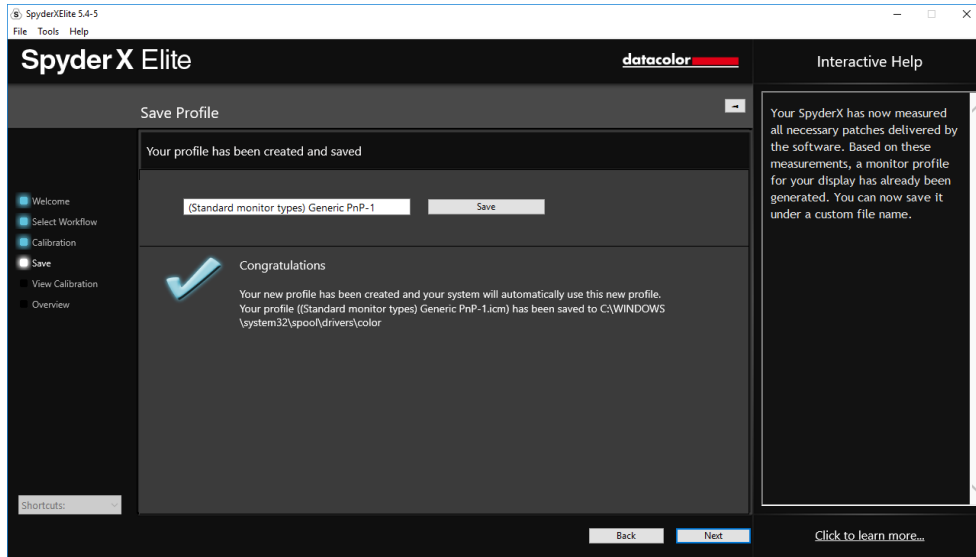 SpyderXElite 5.4-5
File Tools Help
Spyder X Elite
datacolor
Interactive Help
Save Profile
Your profile has been created and saved
(Standard monitor types) Generic PnP-1
Save
Welcome
Select Workflow
Calibration
Save
View Calibration
Overview
Congratulations
Your new profile has been created and your system will automatically use this new profile.
Your profile ((Standard monitor types) Generic PnP-1.icm) has been saved to C:\WINDOWS
\system32\spool\drivers\color
Your SpyderX has now measured
all necessary patches delivered by
the software. Based on these
measurements, a monitor profile
for your display has already been
generated. You can now save it
under a custom file name.
Shortcuts:
Back
Next
Click to learn more...